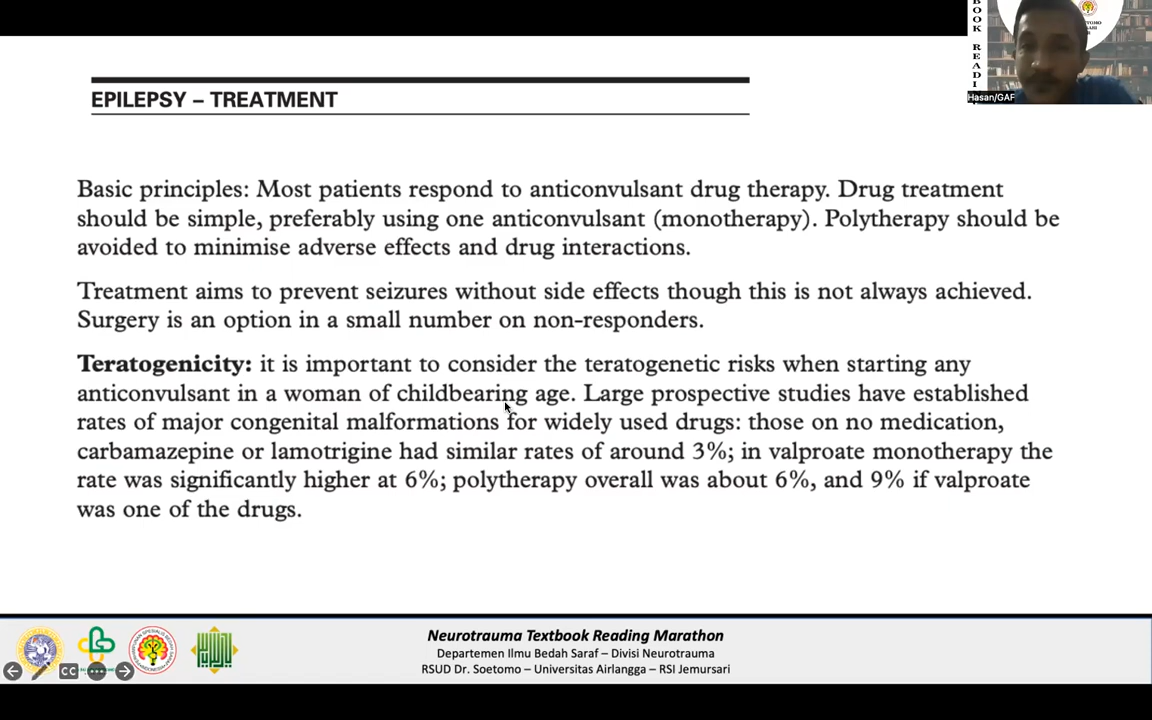 BOOK READI
Hasan/GAF
EPILEPSY – TREATMENT
Basic principles: Most patients respond to anticonvulsant drug therapy. Drug treatment
should be simple, preferably using one anticonvulsant (monotherapy). Polytherapy should be
avoided to minimise adverse effects and drug interactions.
Treatment aims to prevent seizures without side effects though this is not always achieved.
Surgery is an option in a small number on non-responders.
Teratogenicity: it is important to consider the teratogenetic risks when starting any
anticonvulsant in a woman of childbearing age. Large prospective studies have established
rates of major congenital malformations for widely used drugs: those on no medication,
carbamazepine or lamotrigine had similar rates of around 3%; in valproate monotherapy the
rate was significantly higher at 6%; polytherapy overall was about 6%, and 9% if valproate
was one of the drugs.
CC
Neurotrauma Textbook Reading Marathon
Departemen Ilmu Bedah Saraf – Divisi Neurotrauma
RSUD Dr. Soetomo – Universitas Airlangga – RSI Jemursari